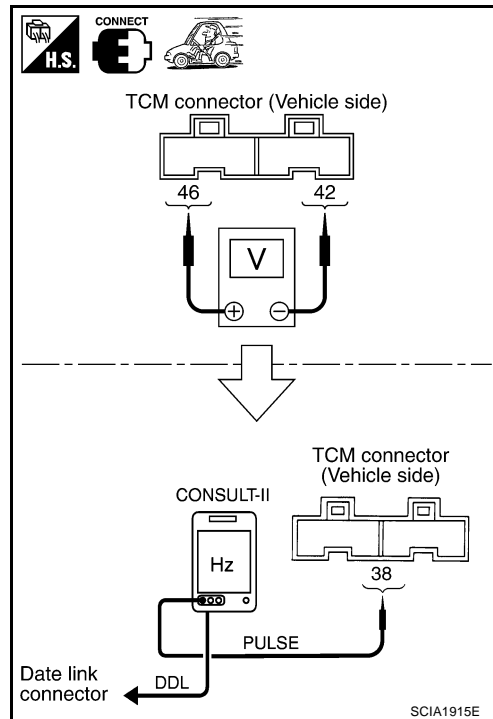 H.S.
CONNECT
TCM connector (Vehicle side)
46 42
V
+ −
TCM connector
(Vehicle side)
CONSULT-II
Hz
38
PULSE
Date link
connector
DDL
SCIA1915E